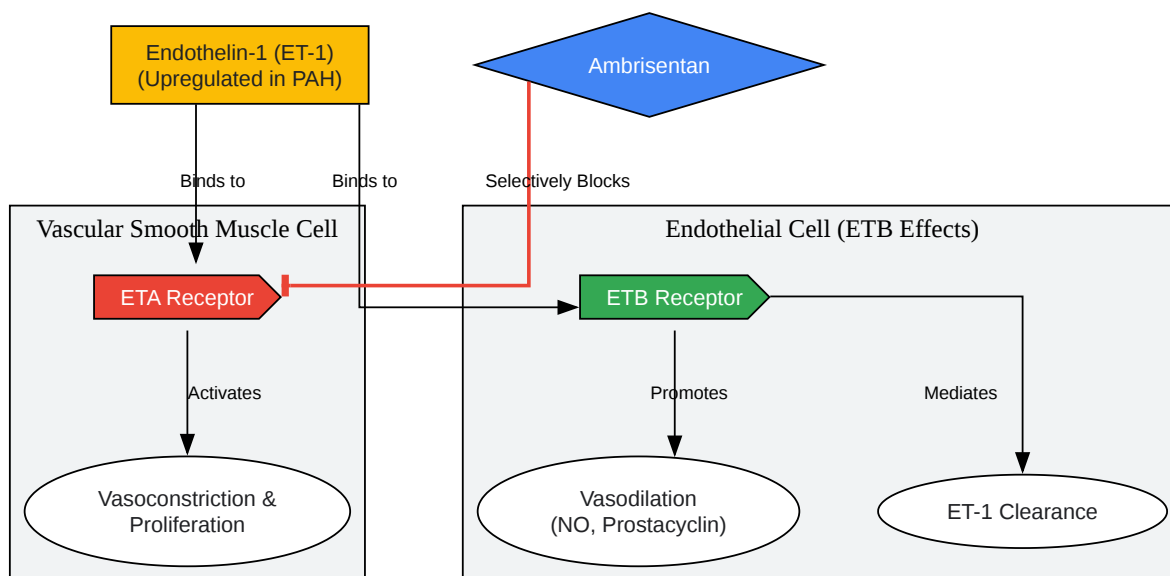 Endothelin-1 (ET-1)
(Upregulated in PAH)
Ambrisentan
Binds to
Binds to
Selectively Blocks
Vascular Smooth Muscle Cell
Endothelial Cell (ETB Effects)
ETA Receptor
ETB Receptor
Activates
Promotes
Mediates
Vasoconstriction &
Proliferation
Vasodilation
(NO, Prostacyclin)
ET-1 Clearance